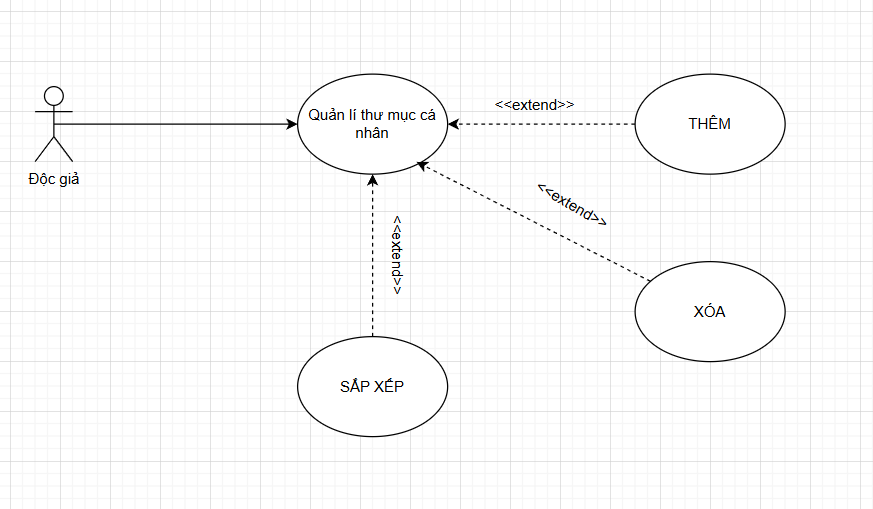 Quản lí thư mục cá
nhân
<<extend>>
THÊM
Độc giả
<<extend>>
<<extend>>
XÓA
SẮP XẾP